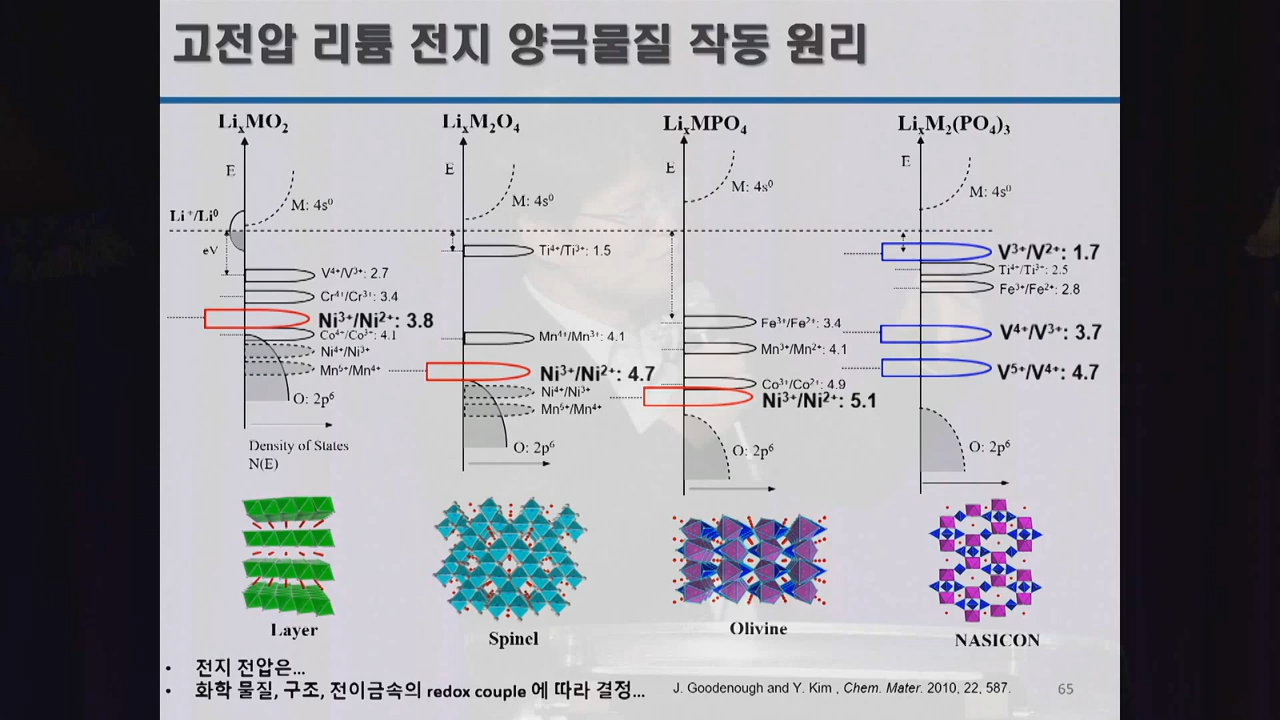 고전압 리튬 전지 양극물질 작동 원리
LiₓMO₂
E
M: 4s⁰
Li⁺/Li⁰
eV
V⁴⁺/V³⁺: 2.7
Cr⁴⁺/Cr³⁺: 3.4
Ni³⁺/Ni²⁺: 3.8
Co⁴⁺/Co³⁺: 4.1
Ni⁴⁺/Ni³⁺
Mn⁵⁺/Mn⁴⁺
O: 2p⁶
Density of States
N(E)
Layer
LiₓM₂O₄
E
M: 4s⁰
Ti⁴⁺/Ti³⁺: 1.5
Mn⁴⁺/Mn³⁺: 4.1
Ni³⁺/Ni²⁺: 4.7
Ni⁴⁺/Ni³⁺
Mn⁵⁺/Mn⁴⁺
O: 2p⁶
Spinel
LiₓMPO₄
E
M: 4s⁰
Fe³⁺/Fe²⁺: 3.4
Mn³⁺/Mn²⁺: 4.1
Co³⁺/Co²⁺: 4.9
Ni³⁺/Ni²⁺: 5.1
O: 2p⁶
Olivine
LiₓM₂(PO₄)₃
E
M: 4s⁰
V³⁺/V²⁺: 1.7
Ti⁴⁺/Ti³⁺: 2.5
Fe³⁺/Fe²⁺: 2.8
V⁴⁺/V³⁺: 3.7
V⁵⁺/V⁴⁺: 4.7
O: 2p⁶
NASICON
• 전지 전압은...
• 화학 물질, 구조, 전이금속의 redox couple 에 따라 결정...
J. Goodenough and Y. Kim , Chem. Mater. 2010, 22, 587.
65